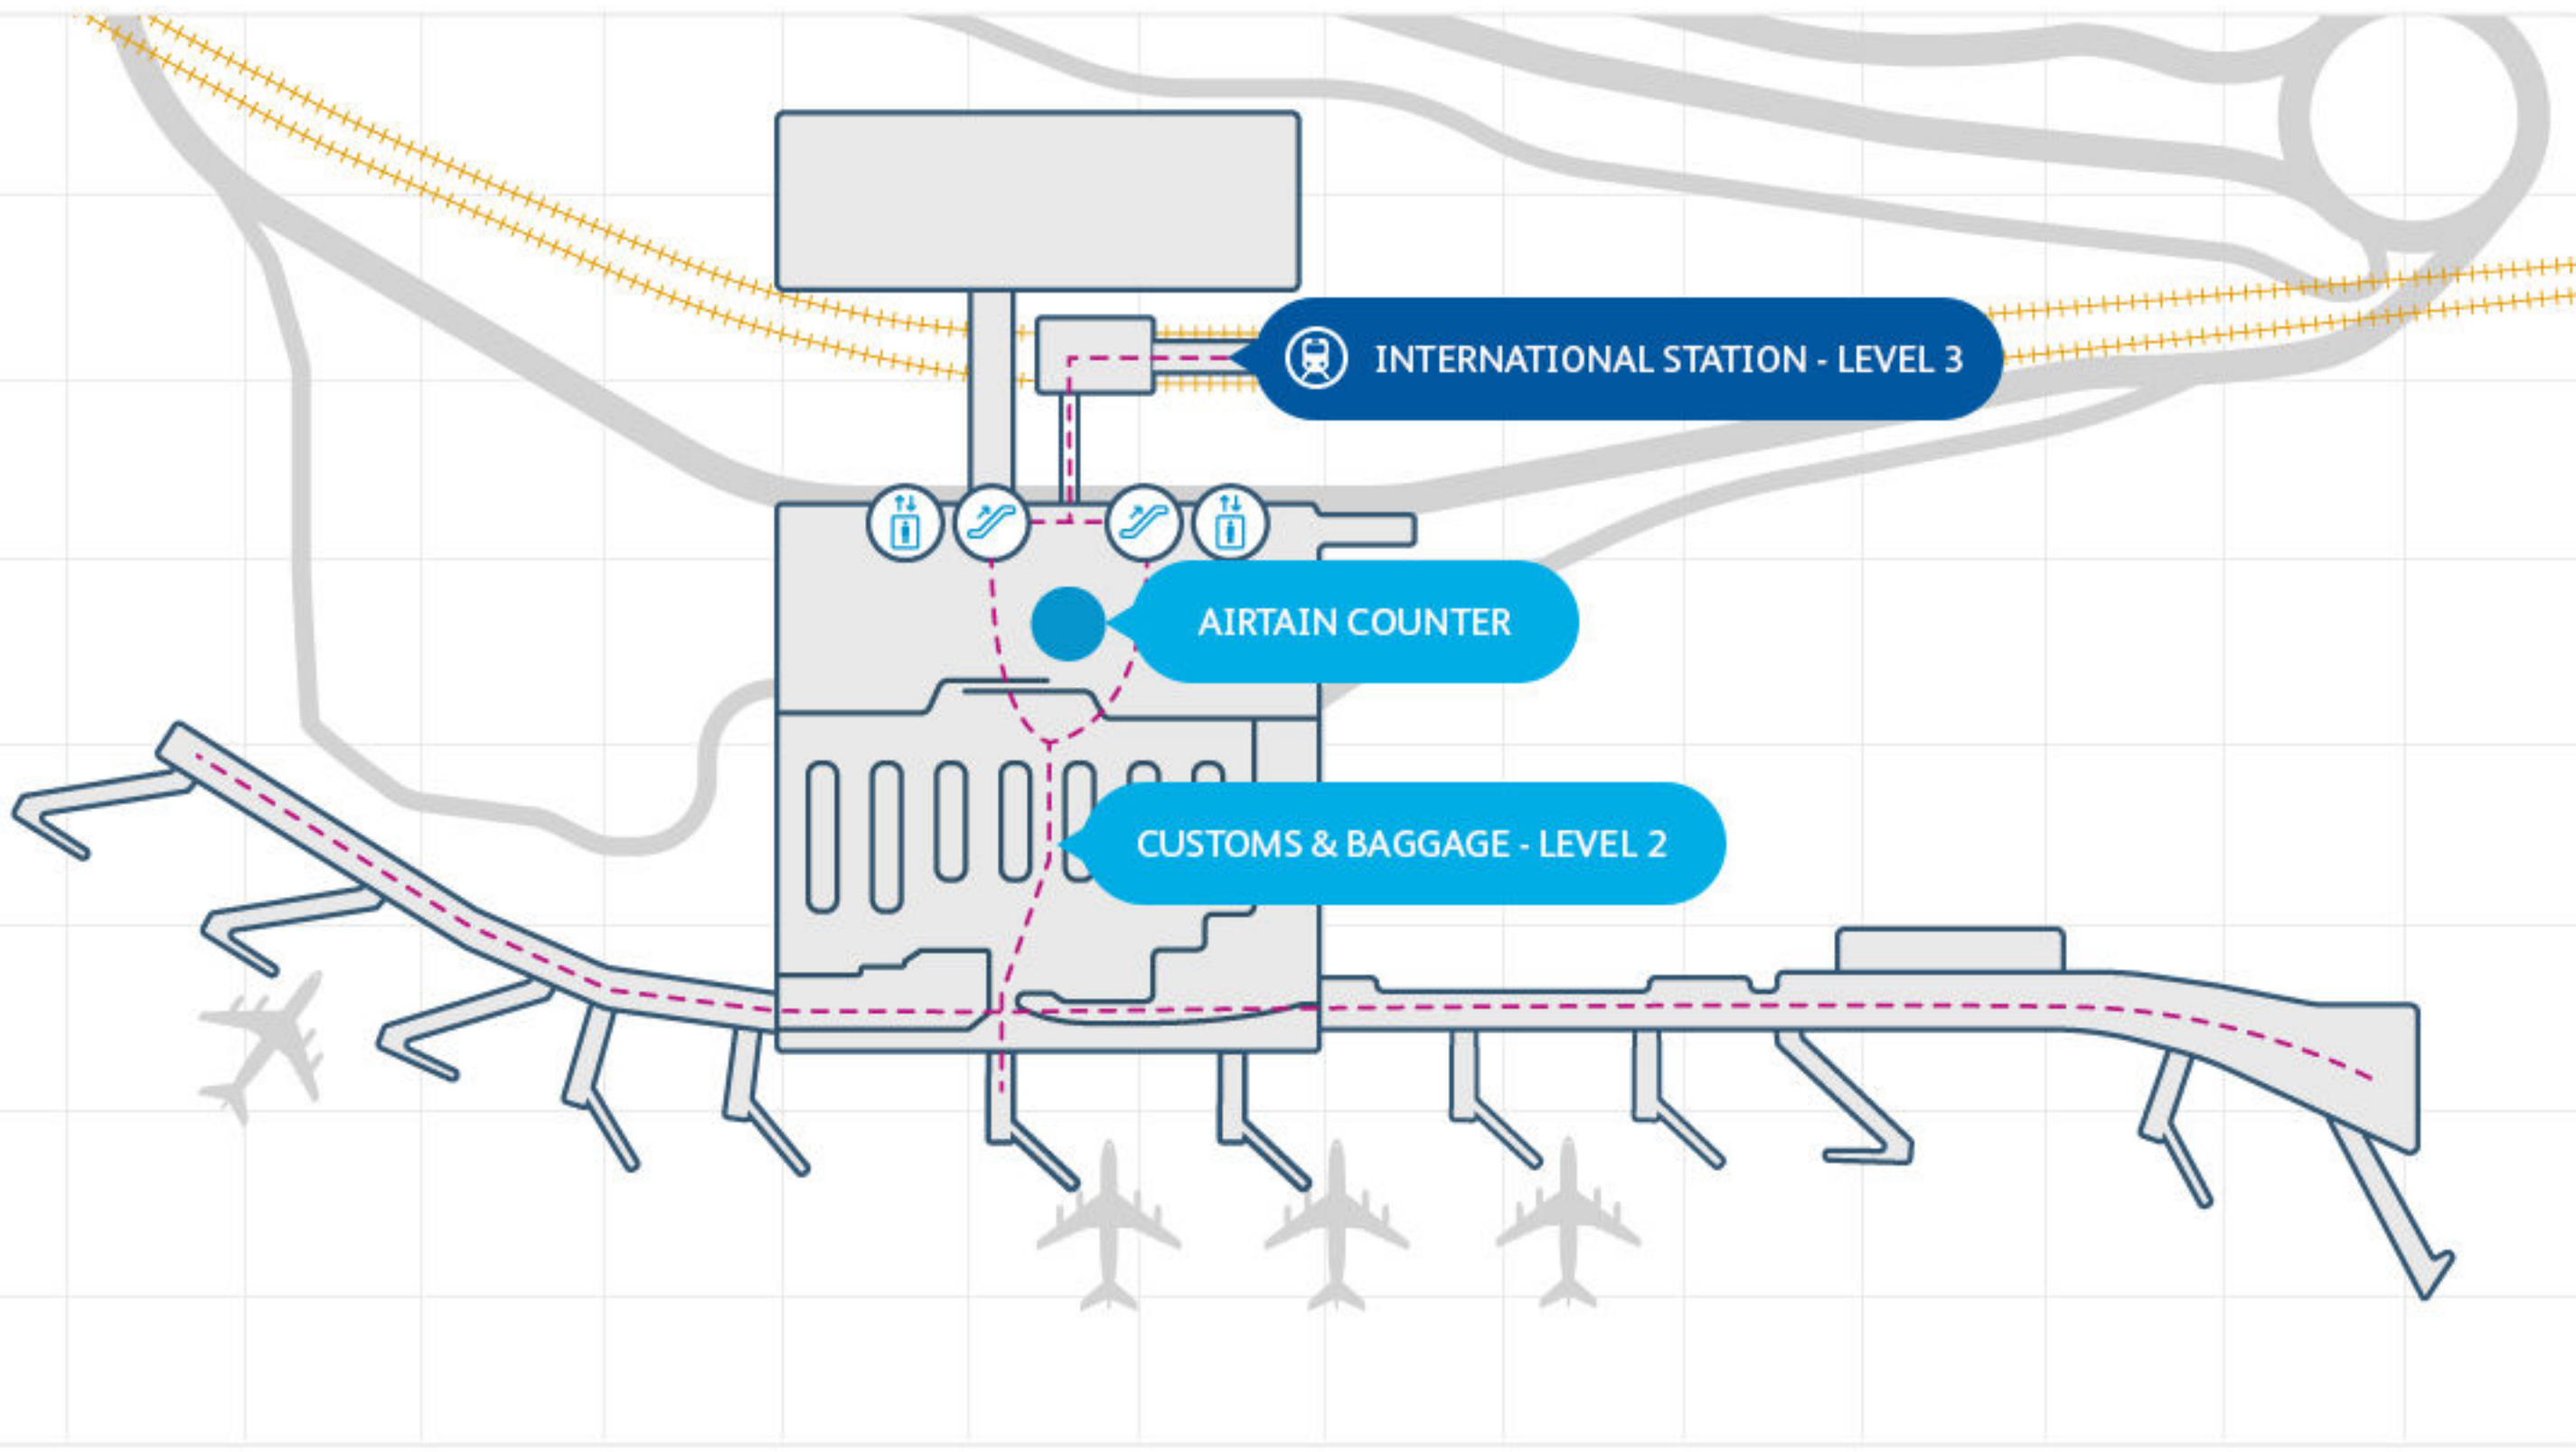 INTERNATIONAL STATION - LEVEL 3
AIRTAIN COUNTER
CUSTOMS & BAGGAGE - LEVEL 2